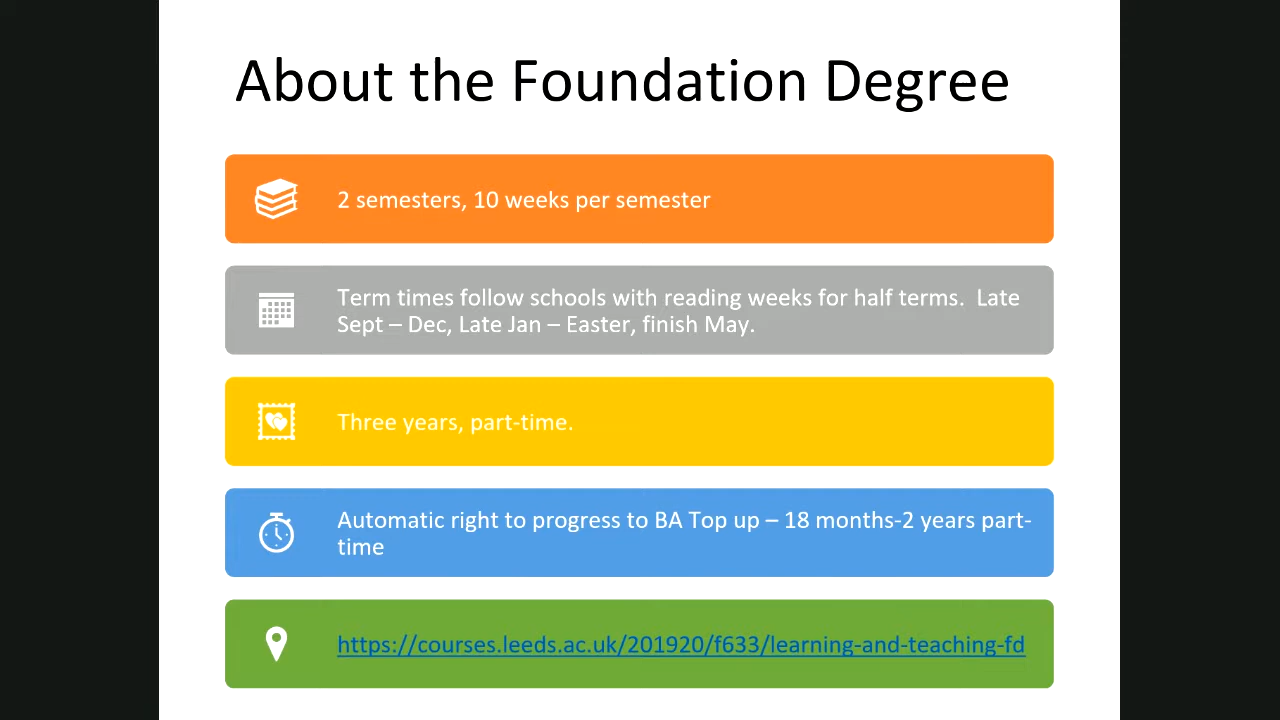 About the Foundation Degree
2 semesters, 10 weeks per semester
Term times follow schools with reading weeks for half terms.  Late
Sept – Dec, Late Jan – Easter, finish May.
Three years, part-time.
Automatic right to progress to BA Top up – 18 months-2 years part-
time
https://courses.leeds.ac.uk/201920/f633/learning-and-teaching-fd